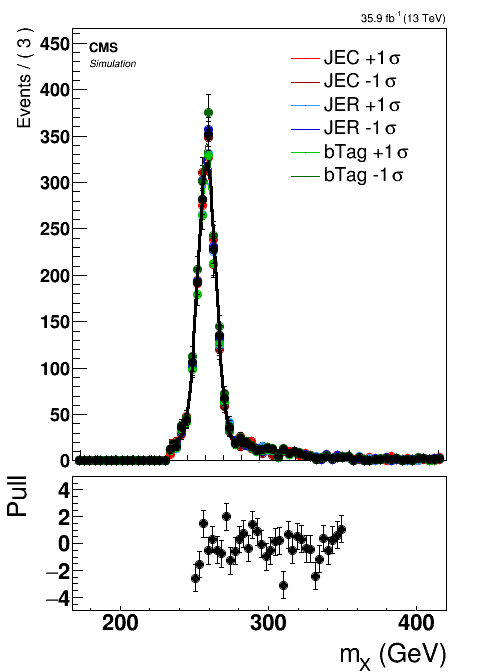 35.9 fb-1 (13 TeV)
Events / ( 3 )
CMS
Simulation
JEC +1σ
JEC -1σ
JER +1σ
JER -1σ
bTag +1σ
bTag -1σ
450
400
350
300
250
200
150
100
50
0
Pull
4
2
0
−2
−4
200 300 400
mX (GeV)